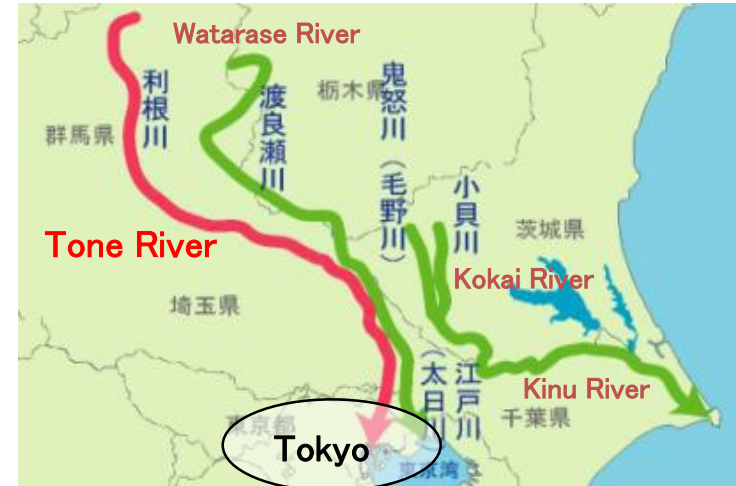 Watarase River
利根川
渡良瀬川
栃木県
鬼怒川(毛野川)
小貝川
群馬県
茨城県
Tone River
Kokai River
埼玉県
江戸川
(太日川)
Kinu River
千葉県
東京都
Tokyo
東京湾